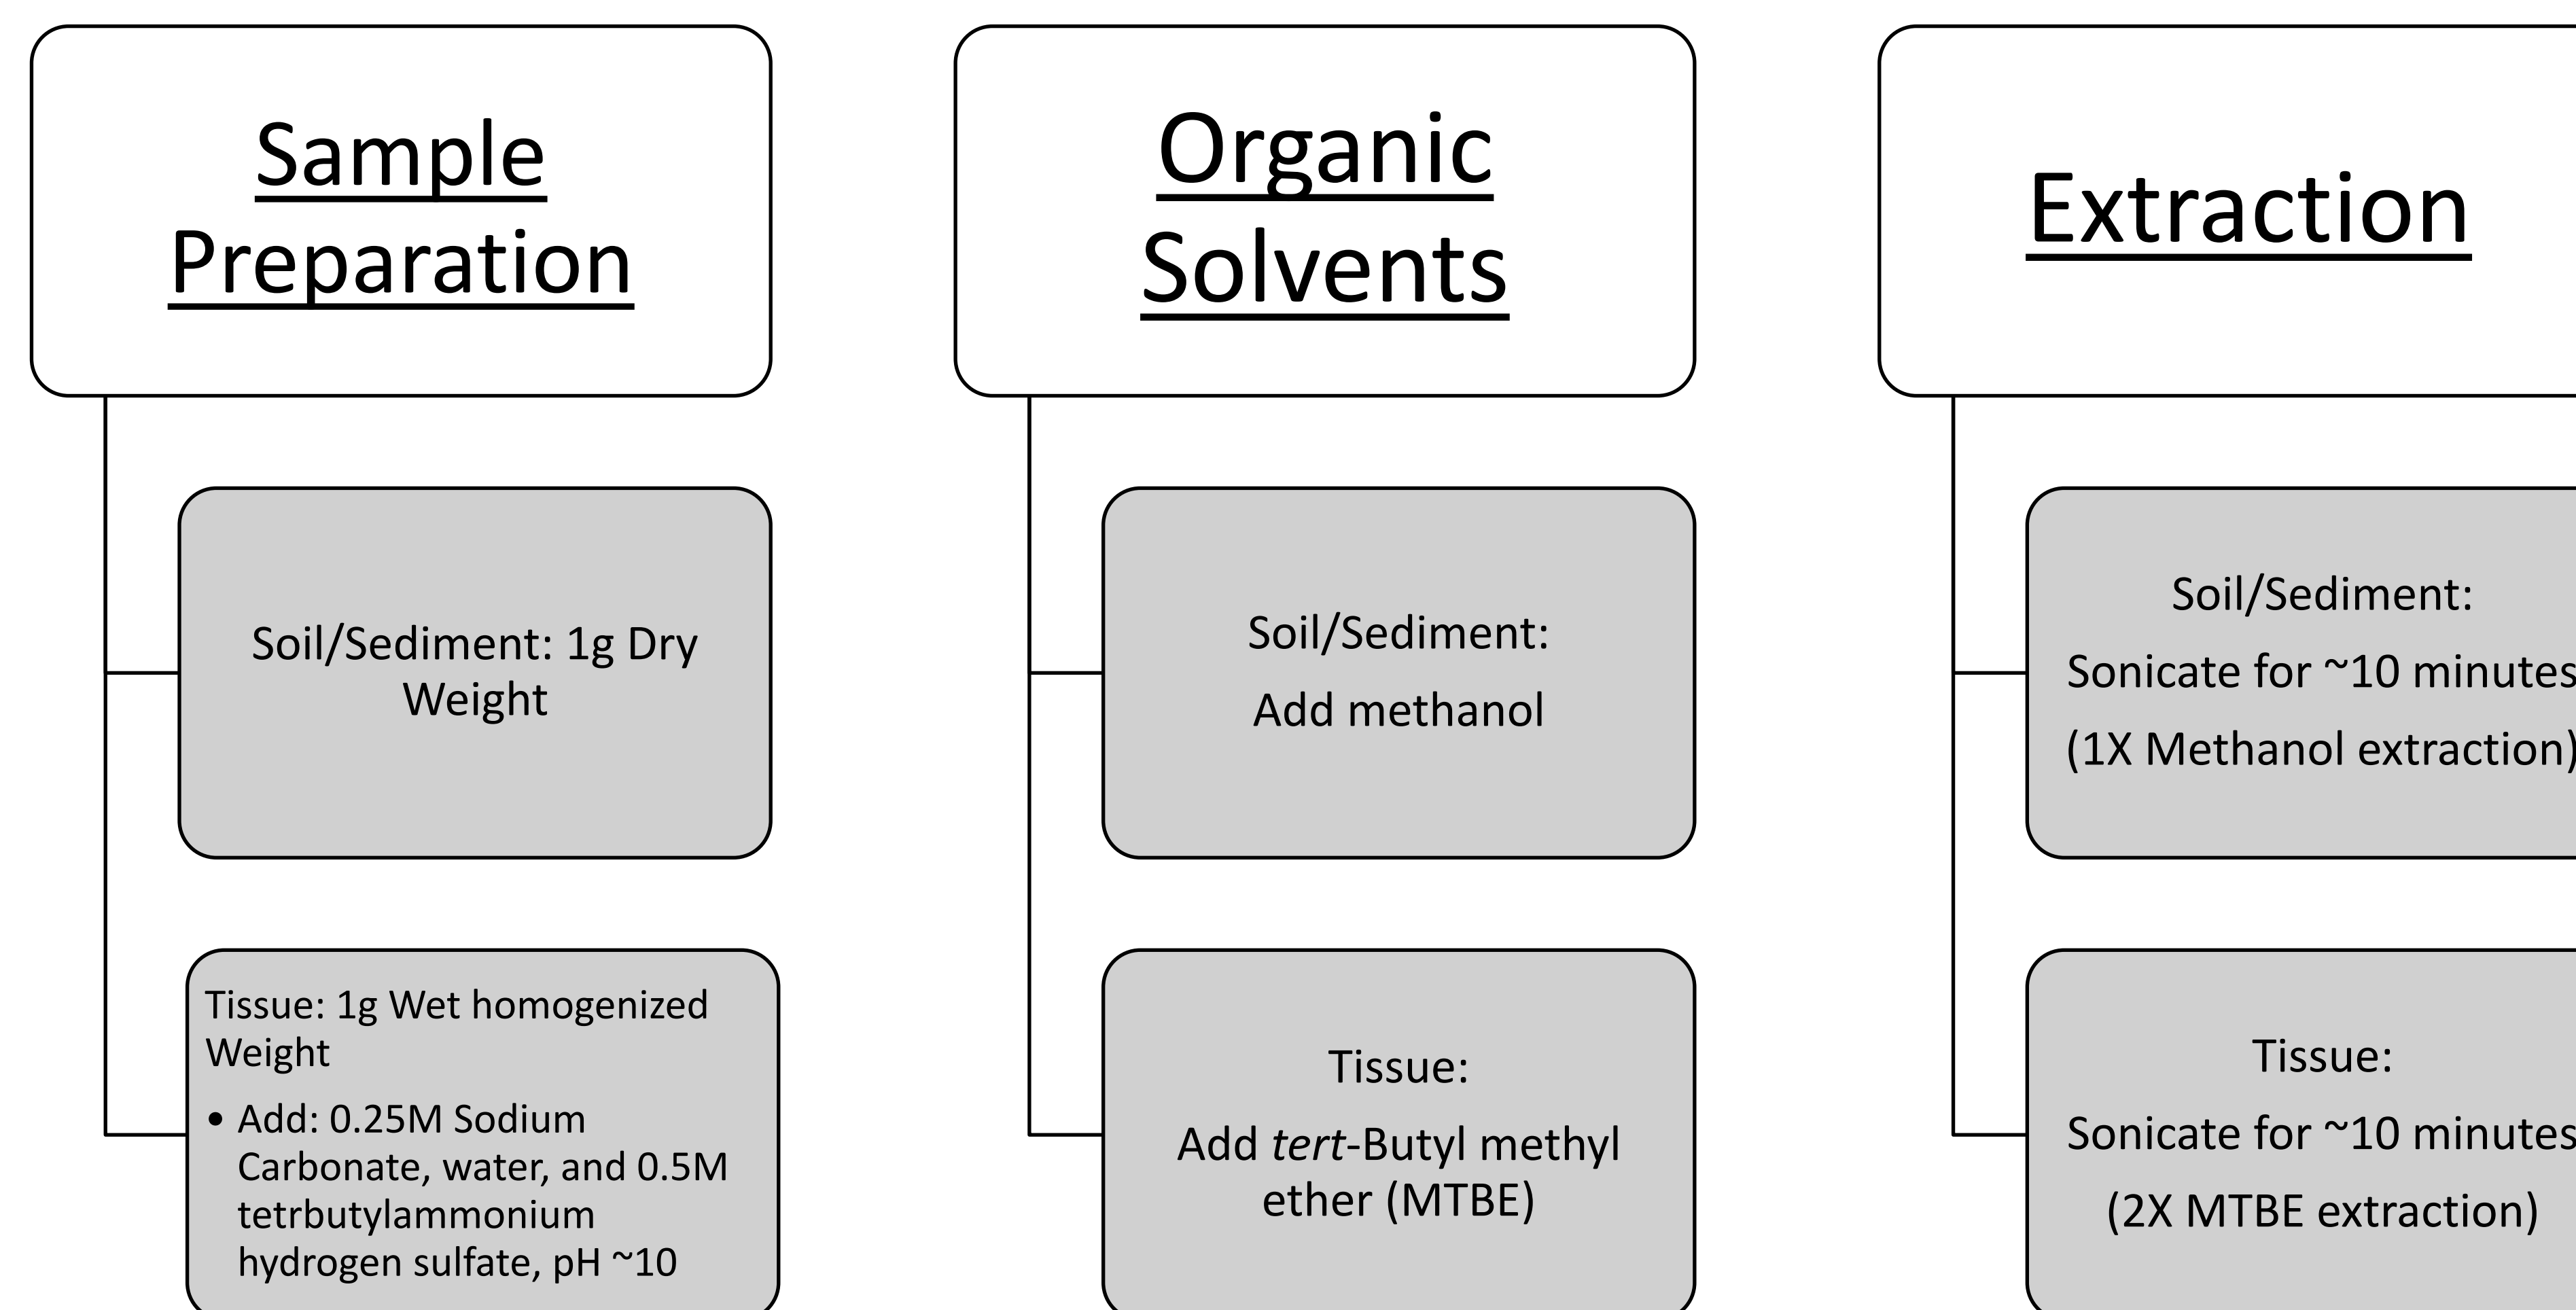 Sample
Preparation
Soil/Sediment: 1g Dry
Weight
Tissue: 1g Wet homogenized
Weight
• Add: 0.25M Sodium
Carbonate, water, and 0.5M
tetrbutylammonium
hydrogen sulfate, pH ~10
Organic
Solvents
Soil/Sediment:
Add methanol
Tissue:
Add tert-Butyl methyl
ether (MTBE)
Extraction
Soil/Sediment:
Sonicate for ~10 minutes
(1X Methanol extraction)
Tissue:
Sonicate for ~10 minutes
(2X MTBE extraction)